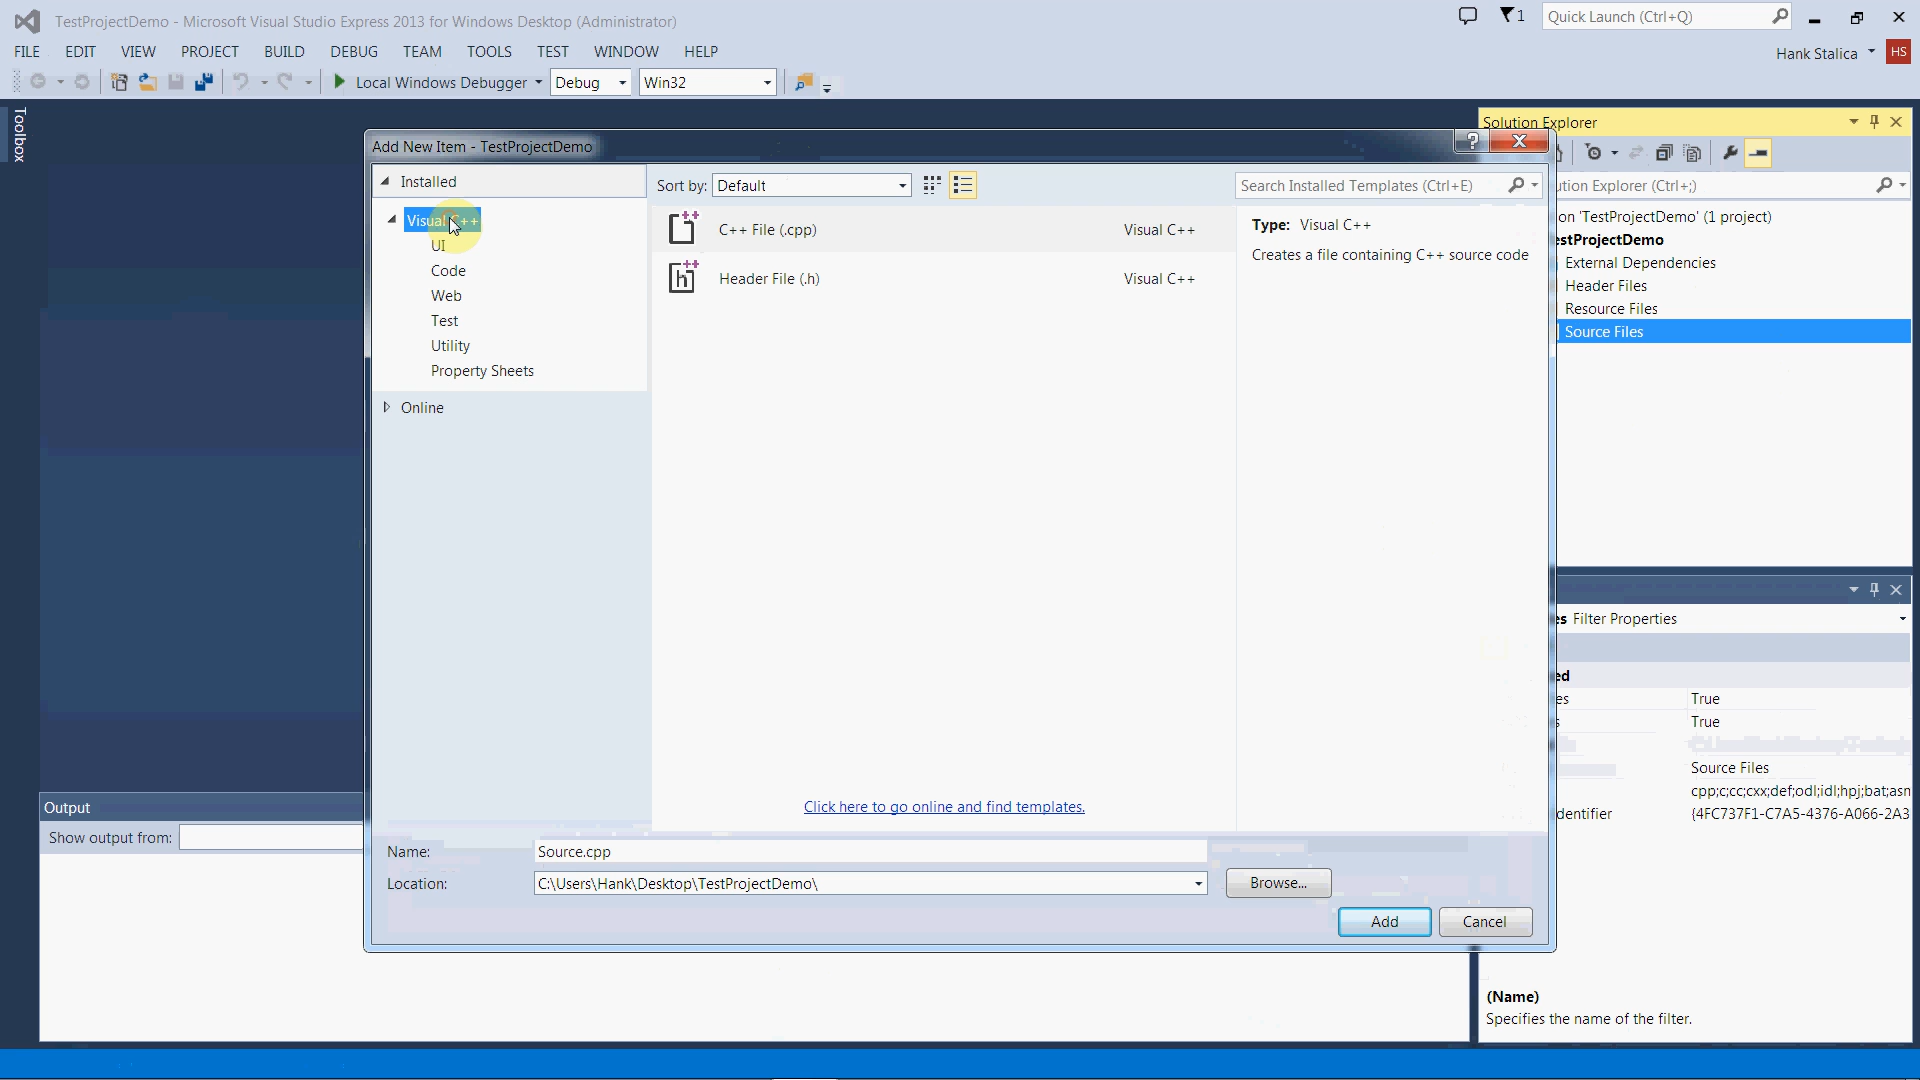 TestProjectDemo - Microsoft Visual Studio Express 2013 for Windows Desktop (Administrator)
1
Quick Launch (Ctrl+Q)
FILE EDIT VIEW PROJECT BUILD DEBUG TEAM TOOLS TEST WINDOW HELP
Hank Stalica HS
Local Windows Debugger Debug Win32
Toolbox
Solution Explorer
Add New Item - TestProjectDemo
?
Installed
Sort by: Default
Search Installed Templates (Ctrl+E)
ution Explorer (Ctrl+;)
Visual C++
UI
Code
Web
Test
Utility
Property Sheets
Online
C++ File (.cpp) Visual C++
Header File (.h) Visual C++
Type: Visual C++
Creates a file containing C++ source code
on 'TestProjectDemo' (1 project)
estProjectDemo
External Dependencies
Header Files
Resource Files
Source Files
es Filter Properties
ed
es True
s True
Source Files
cpp;c;cc;cxx;def;odl;idl;hpj;bat;asn
dentifier {4FC737F1-C7A5-4376-A066-2A3
Click here to go online and find templates.
Output
Show output from:
Name: Source.cpp
Location: C:\Users\Hank\Desktop\TestProjectDemo\
Browse...
Add Cancel
(Name)
Specifies the name of the filter.